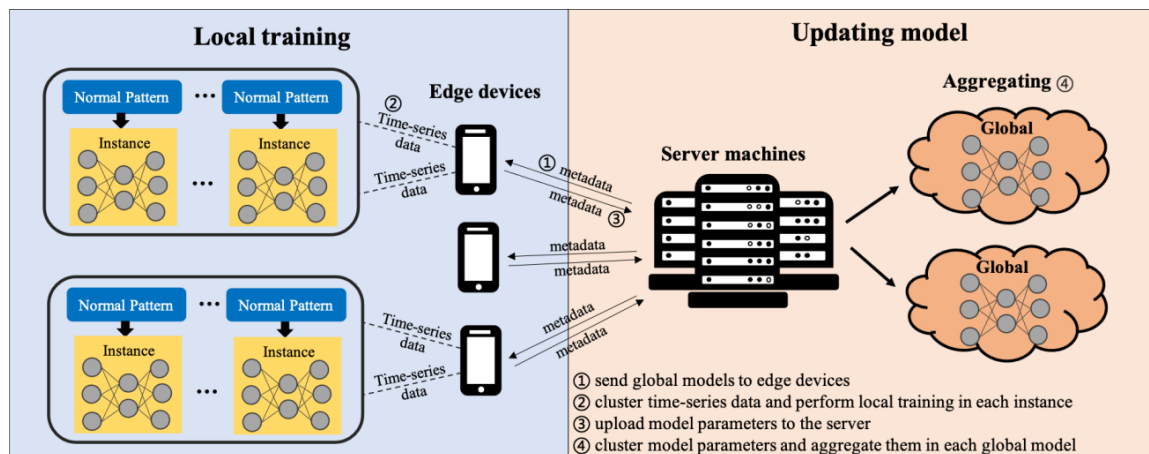 Local training
Normal Pattern ... Normal Pattern
Instance
Instance
...
②
Time-series
data
Time-series
data
Edge devices
Normal Pattern ... Normal Pattern
Instance
Instance
...
Time-series
data
Time-series
data
Updating model
① metadata
metadata ③
metadata
metadata
metadata
metadata
Server machines
Aggregating ④
Global
Global
① send global models to edge devices
② cluster time-series data and perform local training in each instance
③ upload model parameters to the server
④ cluster model parameters and aggregate them in each global model